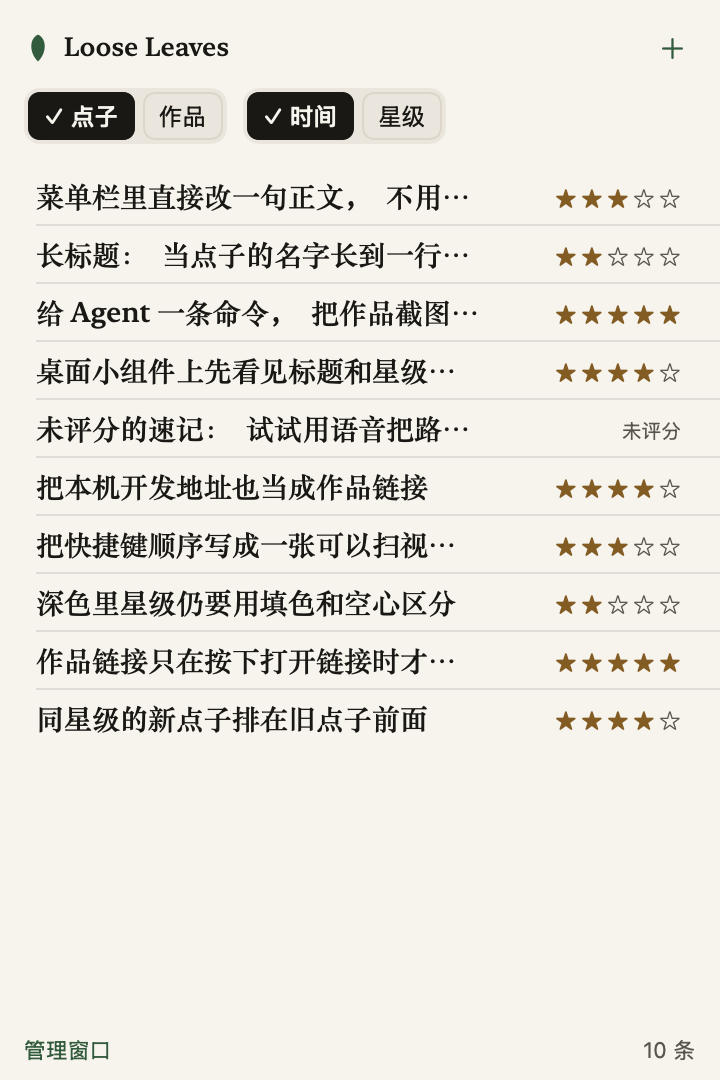 Loose Leaves
点子 作品 时间 星级
菜单栏里直接改一句正文， 不用…
长标题： 当点子的名字长到一行…
给 Agent 一条命令， 把作品截图…
桌面小组件上先看见标题和星级…
未评分的速记： 试试用语音把路… 未评分
把本机开发地址也当成作品链接
把快捷键顺序写成一张可以扫视…
深色里星级仍要用填色和空心区分
作品链接只在按下打开链接时才…
同星级的新点子排在旧点子前面
管理窗口 10 条